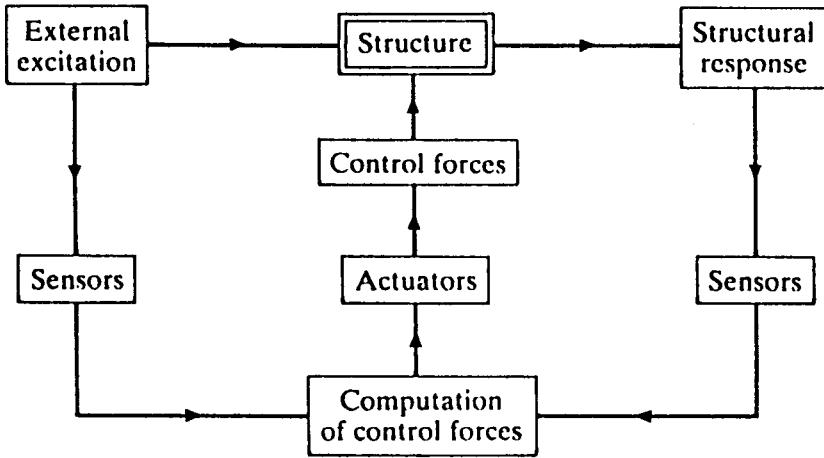 External
excitation
Structure
Structural
response
Control forces
Sensors
Actuators
Sensors
Computation
of control forces